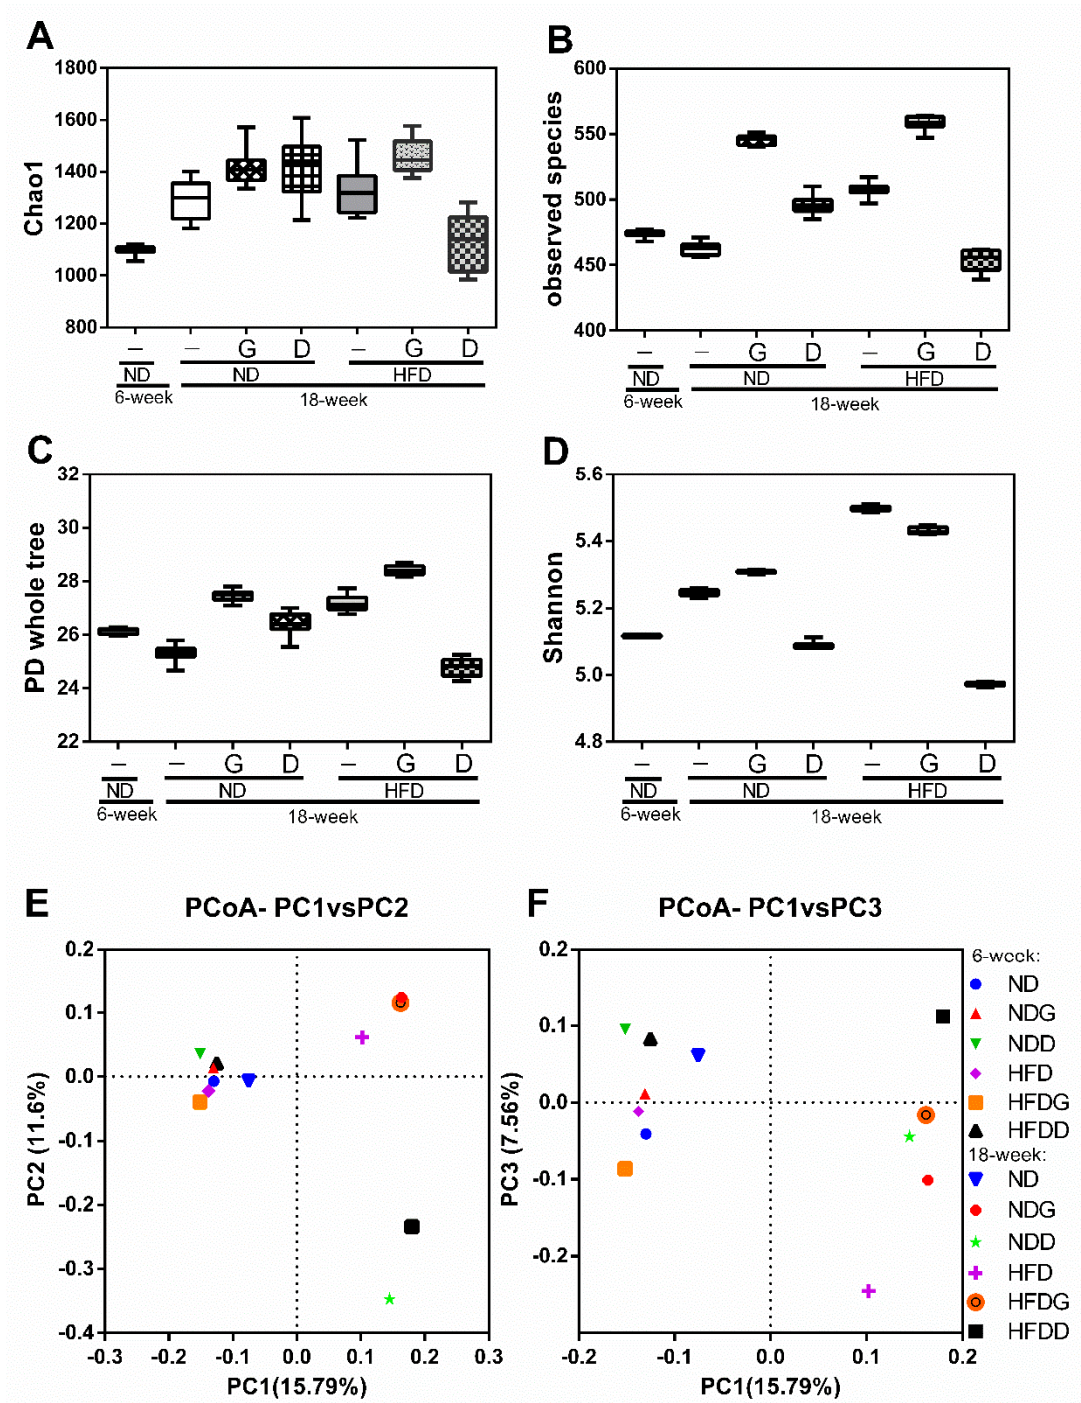 A
1800
1600
1400
1200
1000
800
Chao1
– – G D – G D
ND ND HFD
6-week 18-week
B
600
550
500
450
400
observed species
– – G D – G D
ND ND HFD
6-week 18-week
C
32
30
28
26
24
22
PD whole tree
– – G D – G D
ND ND HFD
6-week 18-week
D
5.6
5.4
5.2
5.0
4.8
Shannon
– – G D – G D
ND ND HFD
6-week 18-week
E
PCoA- PC1vsPC2
0.2
0.1
0.0
-0.1
-0.2
-0.3
-0.4
PC2 (11.6%)
-0.3 -0.2 -0.1 0.0 0.1 0.2 0.3
PC1(15.79%)
F
PCoA- PC1vsPC3
0.2
0.1
0.0
-0.1
-0.2
PC3 (7.56%)
-0.2 -0.1 0.0 0.1 0.2
PC1(15.79%)
6-week:
ND
NDG
NDD
HFD
HFDG
HFDD
18-week:
ND
NDG
NDD
HFD
HFDG
HFDD